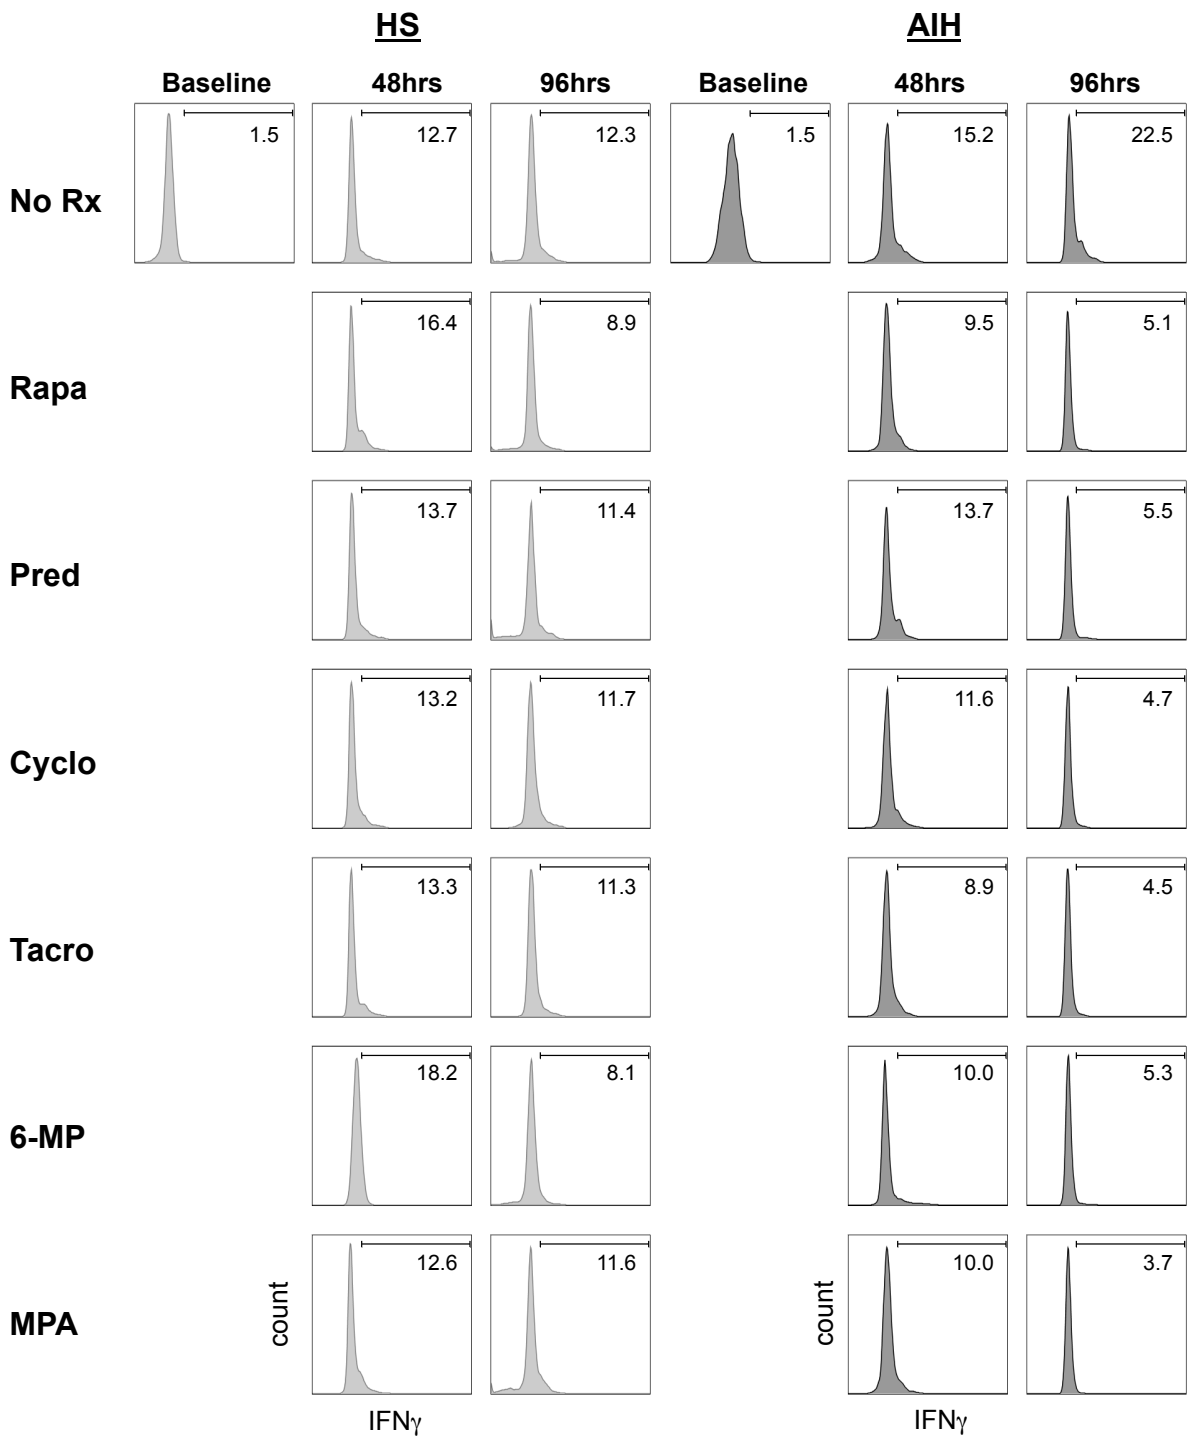 HS AIH
Baseline 48hrs 96hrs Baseline 48hrs 96hrs
No Rx 1.5 12.7 12.3 1.5 15.2 22.5
Rapa 16.4 8.9 9.5 5.1
Pred 13.7 11.4 13.7 5.5
Cyclo 13.2 11.7 11.6 4.7
Tacro 13.3 11.3 8.9 4.5
6-MP 18.2 8.1 10.0 5.3
MPA count 12.6 11.6 count 10.0 3.7
IFNγ IFNγ